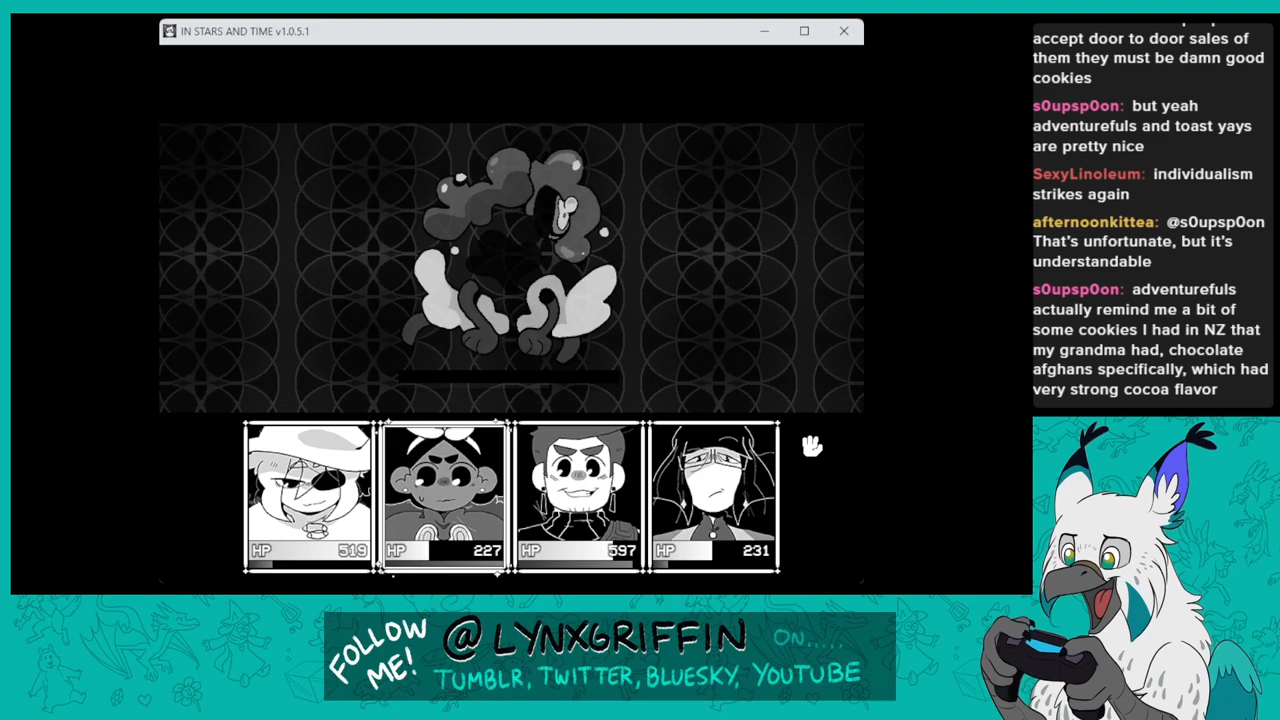 IN STARS AND TIME v1.0.5.1
accept door to door sales of
them they must be damn good
cookies
s0upsp0on: but yeah
adventurefuls and toast yays
are pretty nice
SexyLinoleum: individualism
strikes again
afternoonkittea: @s0upsp0on
That's unfortunate, but it's
understandable
s0upsp0on: adventurefuls
actually remind me a bit of
some cookies I had in NZ that
my grandma had, chocolate
afghans specifically, which had
very strong cocoa flavor
HP 519
HP 227
HP 597
HP 231
FOLLOW ME!
@LYNXGRIFFIN ON.....
TUMBLR, TWITTER, BLUESKY, YOUTUBE